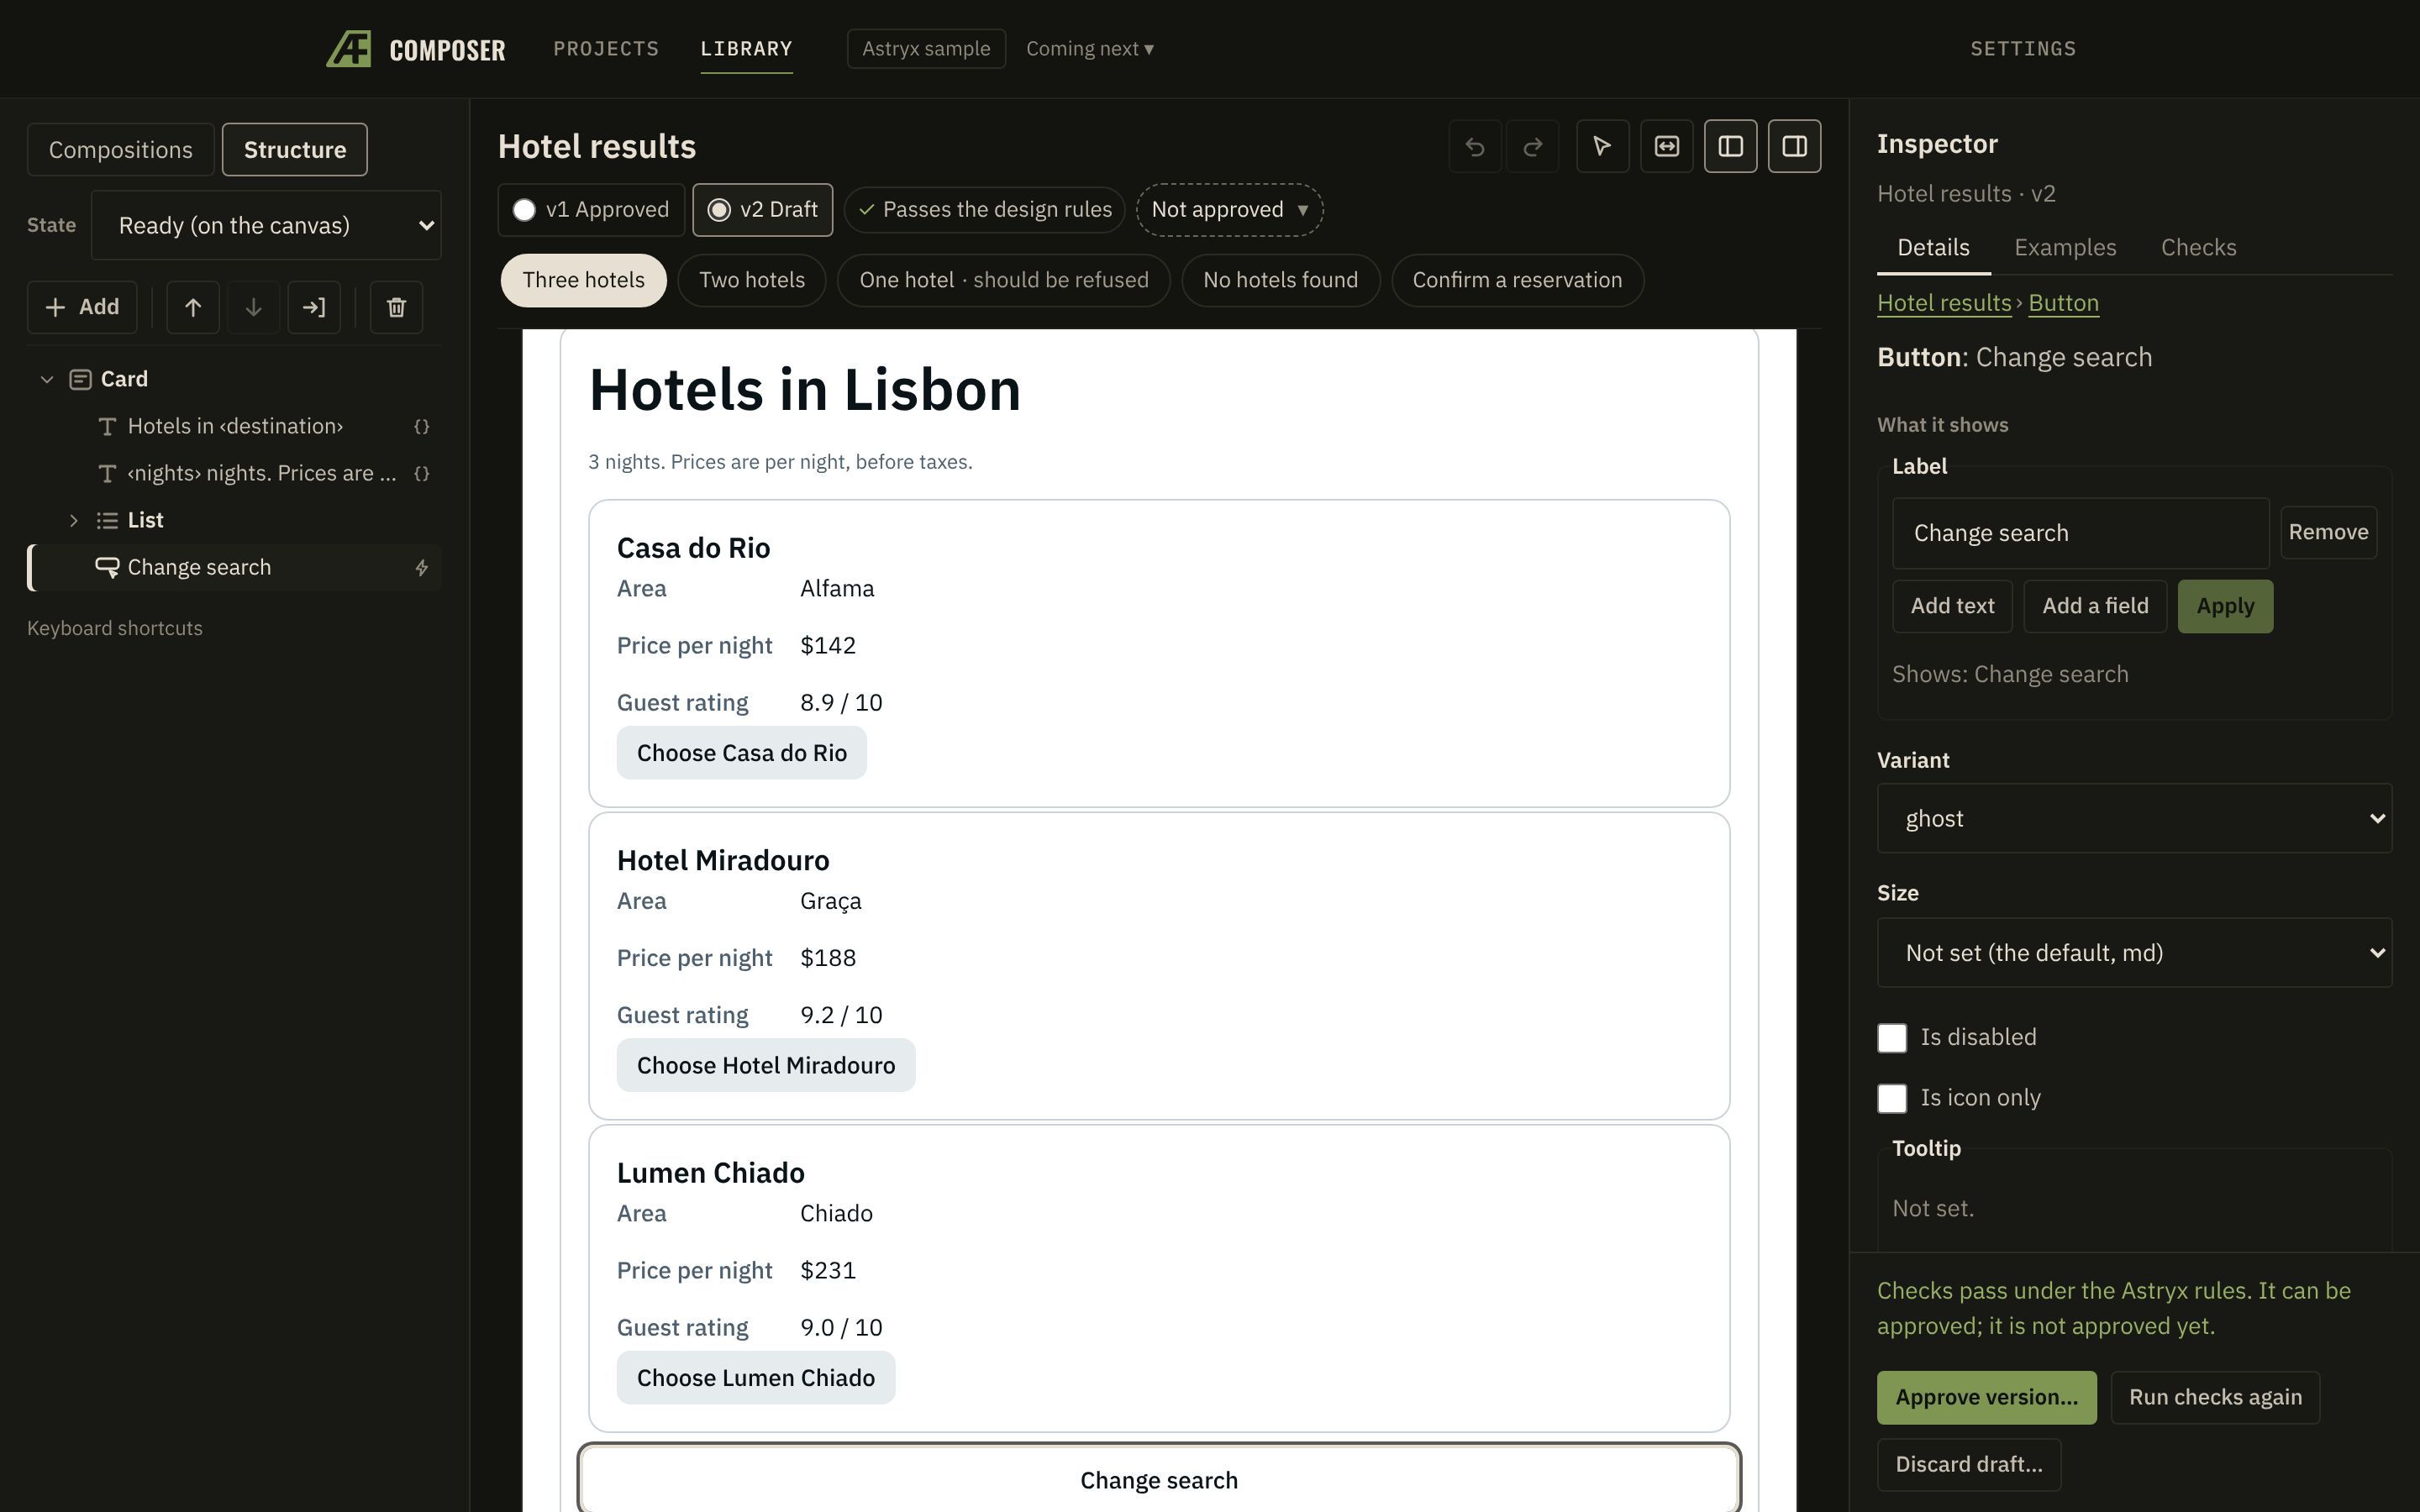 COMPOSER
PROJECTS
LIBRARY
Astryx sample
Coming next ▾
SETTINGS
Compositions
Structure
State
Ready (on the canvas)
+ Add
Card
Hotels in ‹destination› {}
‹nights› nights. Prices are ... {}
List
Change search
Keyboard shortcuts
Hotel results
v1 Approved
v2 Draft
✓ Passes the design rules
Not approved ▾
Three hotels
Two hotels
One hotel · should be refused
No hotels found
Confirm a reservation
Hotels in Lisbon
3 nights. Prices are per night, before taxes.
Casa do Rio
Area Alfama
Price per night $142
Guest rating 8.9 / 10
Choose Casa do Rio
Hotel Miradouro
Area Graça
Price per night $188
Guest rating 9.2 / 10
Choose Hotel Miradouro
Lumen Chiado
Area Chiado
Price per night $231
Guest rating 9.0 / 10
Choose Lumen Chiado
Change search
Inspector
Hotel results · v2
Details
Examples
Checks
Hotel results › Button
Button: Change search
What it shows
Label
Change search
Remove
Add text
Add a field
Apply
Shows: Change search
Variant
ghost
Size
Not set (the default, md)
Is disabled
Is icon only
Tooltip
Not set.
Checks pass under the Astryx rules. It can be
approved; it is not approved yet.
Approve version...
Run checks again
Discard draft...